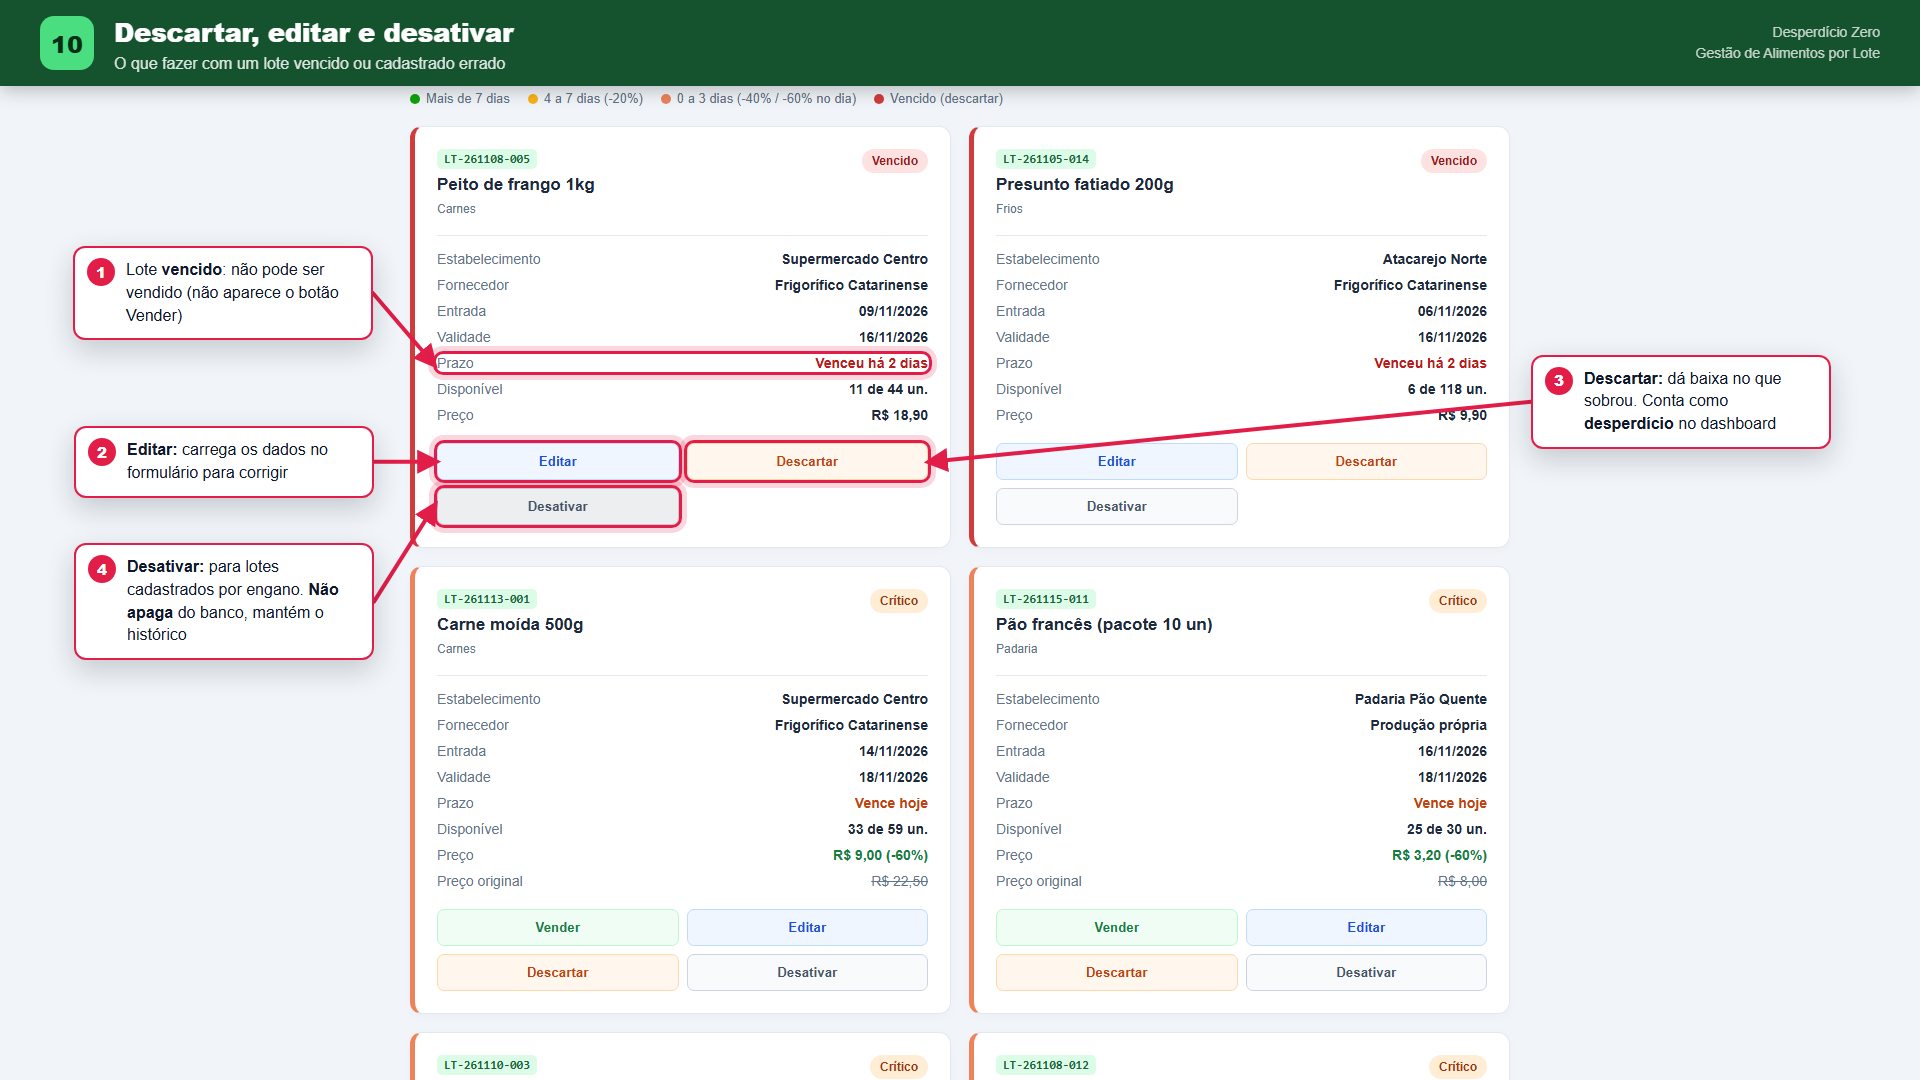 10
Descartar, editar e desativar
O que fazer com um lote vencido ou cadastrado errado
Desperdício Zero
Gestão de Alimentos por Lote
Mais de 7 dias
4 a 7 dias (-20%)
0 a 3 dias (-40% / -60% no dia)
Vencido (descartar)
1
Lote vencido: não pode ser
vendido (não aparece o botão
Vender)
2
Editar: carrega os dados no
formulário para corrigir
4
Desativar: para lotes
cadastrados por engano. Não
apaga do banco, mantém o
histórico
LT-261108-005
Vencido
Peito de frango 1kg
Carnes
Estabelecimento Supermercado Centro
Fornecedor Frigorífico Catarinense
Entrada 09/11/2026
Validade 16/11/2026
Prazo Venceu há 2 dias
Disponível 11 de 44 un.
Preço R$ 18,90
Editar
Descartar
Desativar
LT-261105-014
Vencido
Presunto fatiado 200g
Frios
Estabelecimento Atacarejo Norte
Fornecedor Frigorífico Catarinense
Entrada 06/11/2026
Validade 16/11/2026
Prazo Venceu há 2 dias
Disponível 6 de 118 un.
Preço R$ 9,90
Editar
Descartar
Desativar
3
Descartar: dá baixa no que
sobrou. Conta como
desperdício no dashboard
LT-261113-001
Crítico
Carne moída 500g
Carnes
Estabelecimento Supermercado Centro
Fornecedor Frigorífico Catarinense
Entrada 14/11/2026
Validade 18/11/2026
Prazo Vence hoje
Disponível 33 de 59 un.
Preço R$ 9,00 (-60%)
Preço original R$ 22,50
Vender
Editar
Descartar
Desativar
LT-261115-011
Crítico
Pão francês (pacote 10 un)
Padaria
Estabelecimento Padaria Pão Quente
Fornecedor Produção própria
Entrada 16/11/2026
Validade 18/11/2026
Prazo Vence hoje
Disponível 25 de 30 un.
Preço R$ 3,20 (-60%)
Preço original R$ 8,00
Vender
Editar
Descartar
Desativar
LT-261110-003
Crítico
LT-261108-012
Crítico